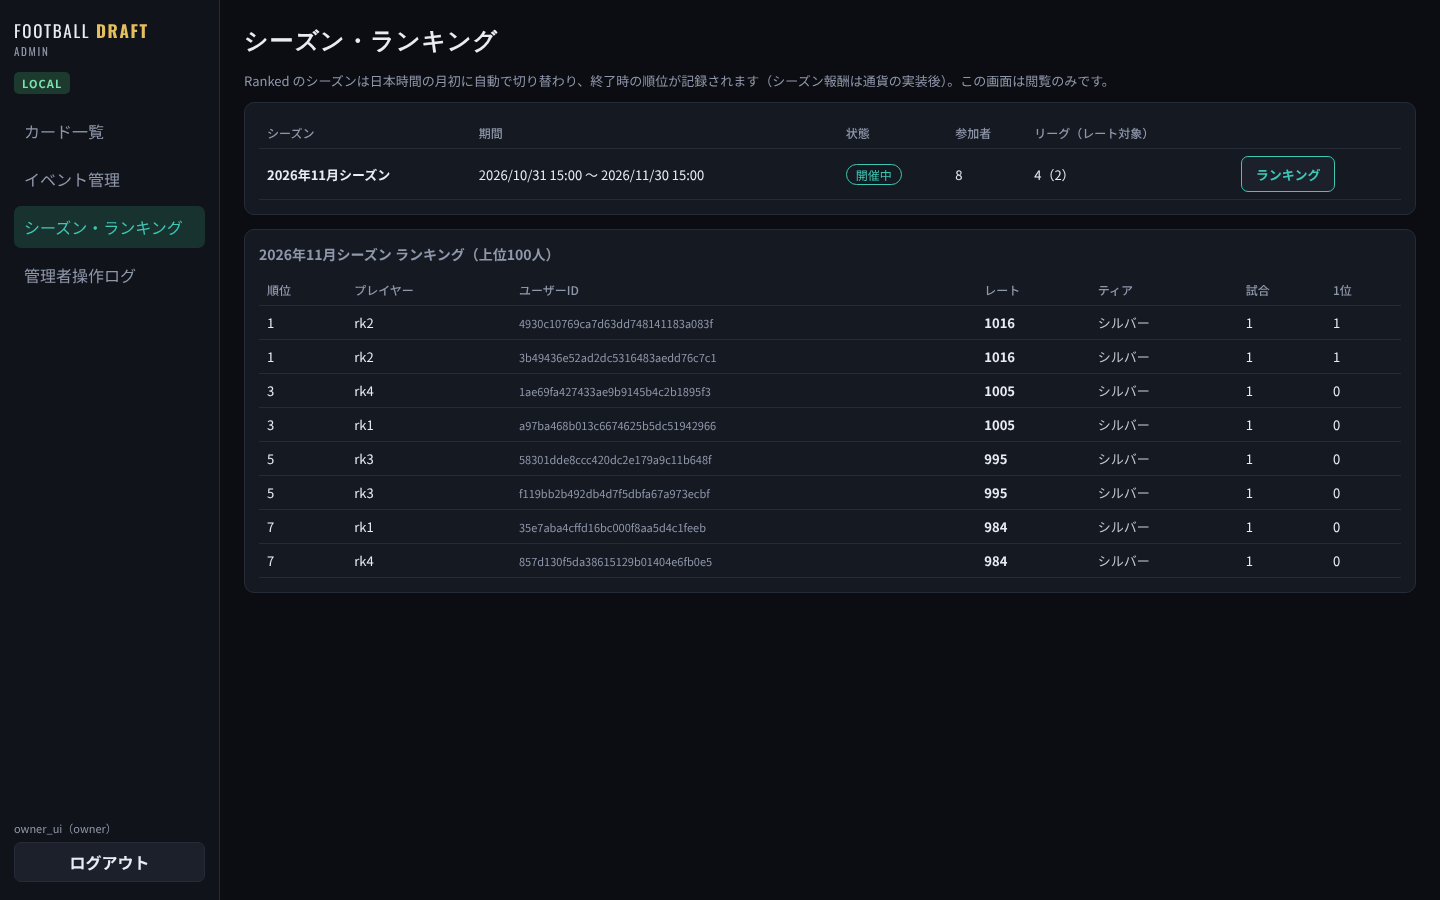 FOOTBALL DRAFT
ADMIN
LOCAL
カード一覧
イベント管理
シーズン・ランキング
管理者操作ログ
owner_ui（owner）
ログアウト
シーズン・ランキング
Ranked のシーズンは日本時間の月初に自動で切り替わり、終了時の順位が記録されます（シーズン報酬は通貨の実装後）。この画面は閲覧のみです。
シーズン 期間 状態 参加者 リーグ（レート対象）
2026年11月シーズン 2026/10/31 15:00 〜 2026/11/30 15:00 開催中 8 4（2） ランキング
2026年11月シーズン ランキング（上位100人）
順位 プレイヤー ユーザーID レート ティア 試合 1位
1 rk2 4930c10769ca7d63dd748141183a083f 1016 シルバー 1 1
1 rk2 3b49436e52ad2dc5316483aedd76c7c1 1016 シルバー 1 1
3 rk4 1ae69fa427433ae9b9145b4c2b1895f3 1005 シルバー 1 0
3 rk1 a97ba468b013c6674625b5dc51942966 1005 シルバー 1 0
5 rk3 58301dde8ccc420dc2e179a9c11b648f 995 シルバー 1 0
5 rk3 f119bb2b492db4d7f5dbfa67a973ecbf 995 シルバー 1 0
7 rk1 35e7aba4cffd16bc000f8aa5d4c1feeb 984 シルバー 1 0
7 rk4 857d130f5da38615129b01404e6fb0e5 984 シルバー 1 0